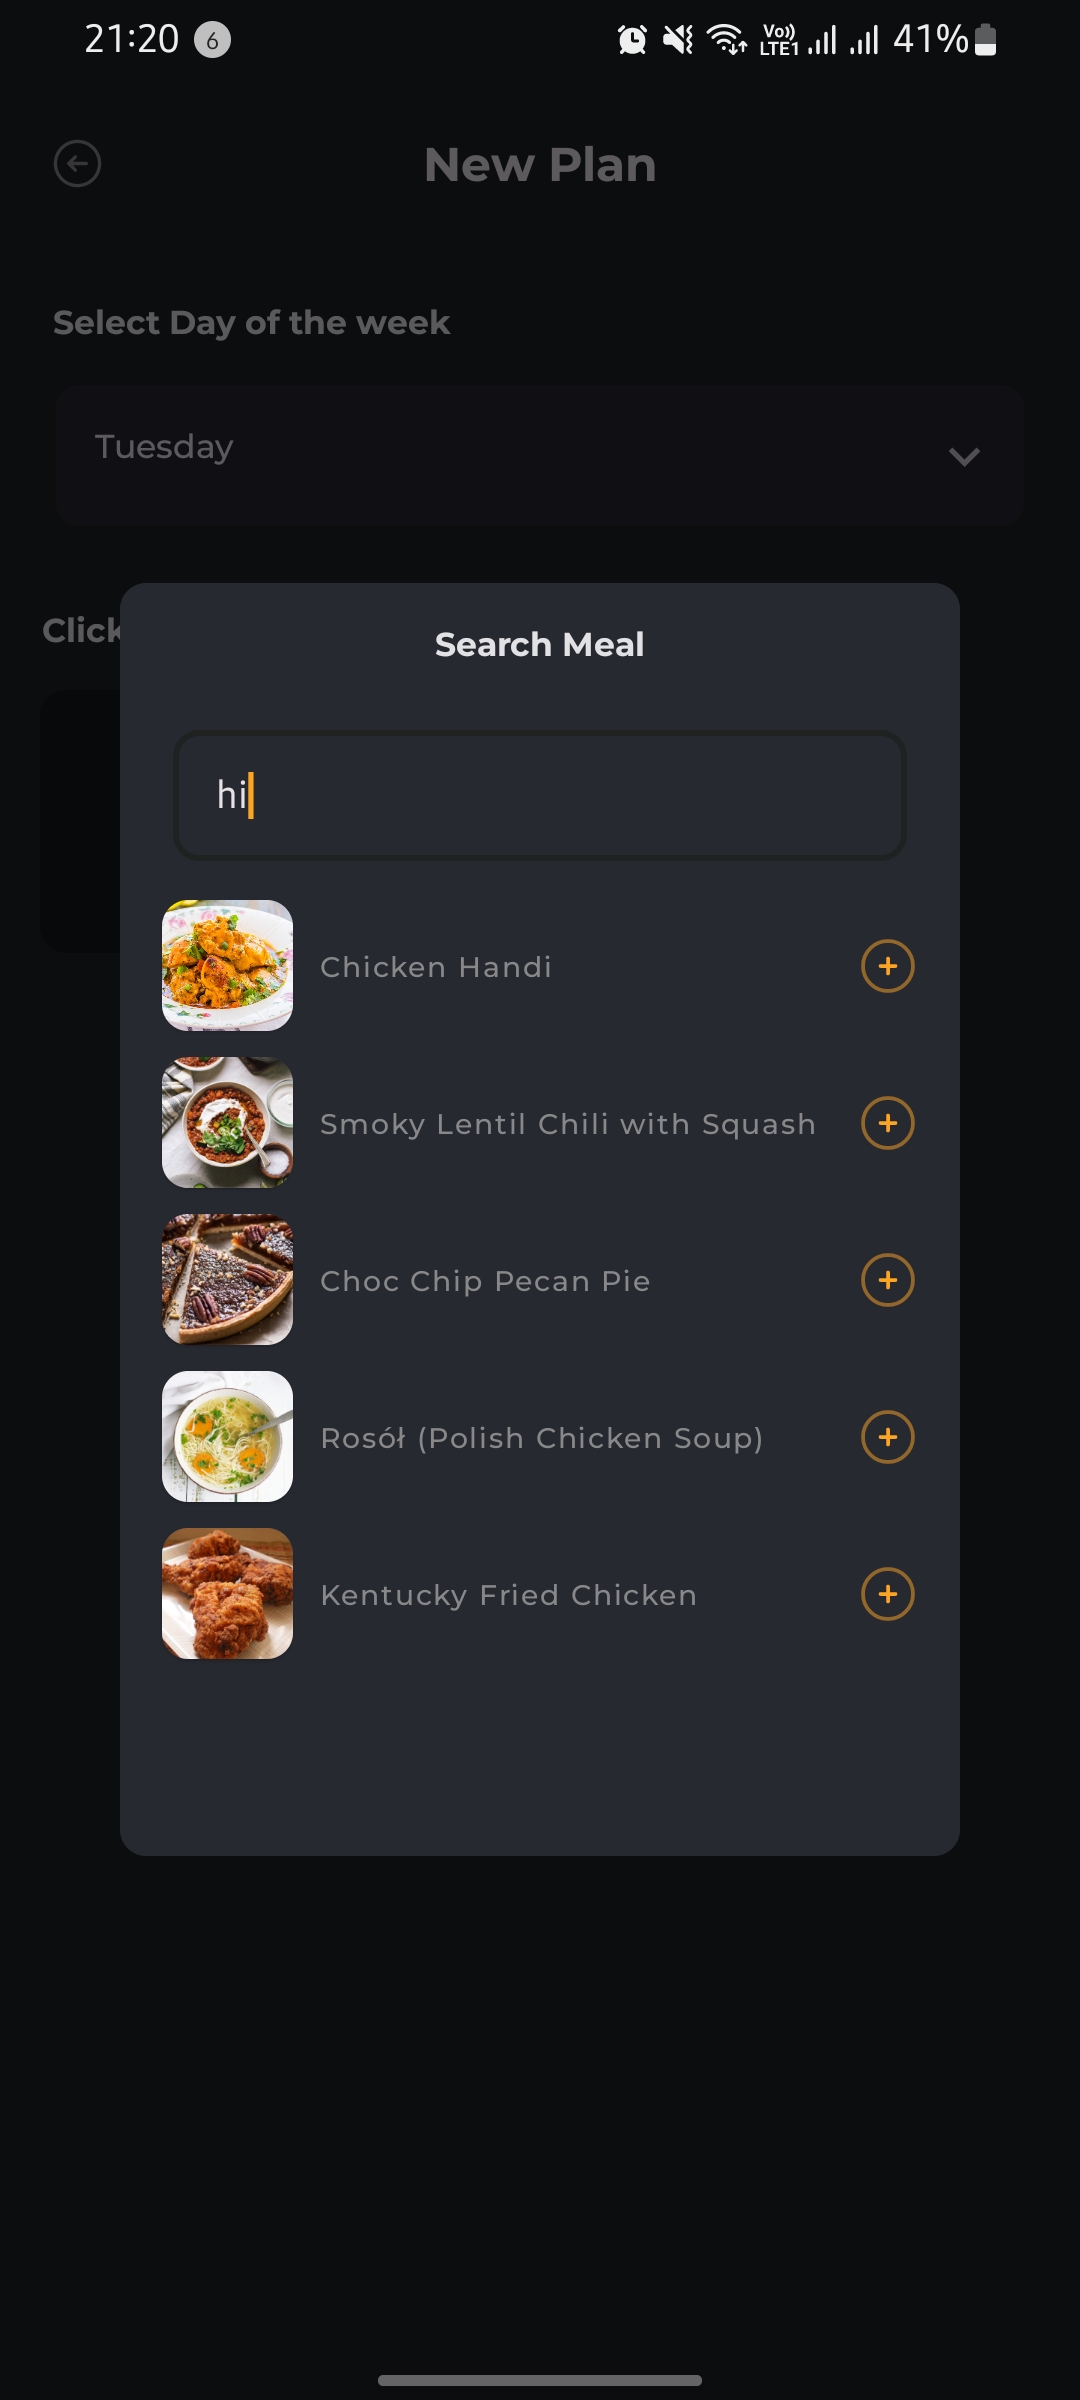 21:20 6 Vo)) LTE1 41%
New Plan
Select Day of the week
Tuesday
Click
Search Meal
hi
Chicken Handi
Smoky Lentil Chili with Squash
Choc Chip Pecan Pie
Rosół (Polish Chicken Soup)
Kentucky Fried Chicken